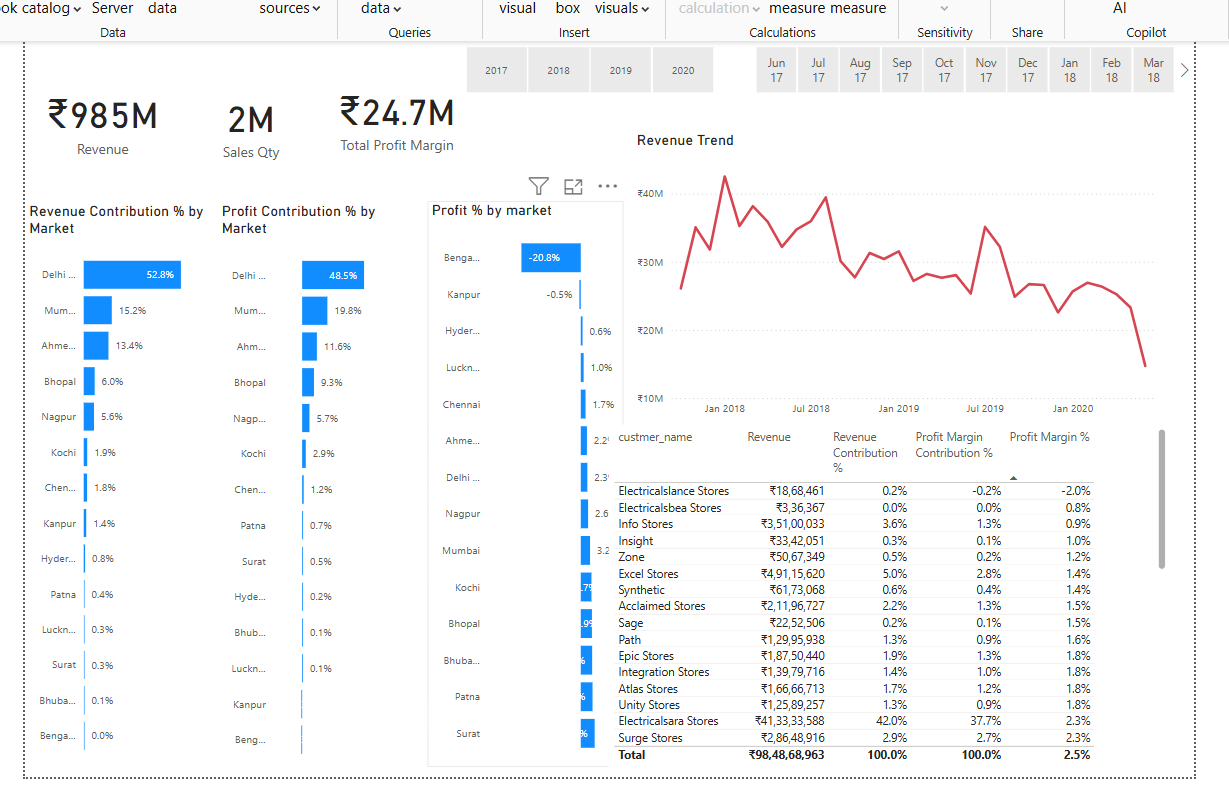 ok catalog Server data sources data visual box visuals calculation measure measure AI
Data Queries Insert Calculations Sensitivity Share Copilot
2017 2018 2019 2020
Jun 17 Jul 17 Aug 17 Sep 17 Oct 17 Nov 17 Dec 17 Jan 18 Feb 18 Mar 18
₹985M
Revenue
2M
Sales Qty
₹24.7M
Total Profit Margin
Revenue Contribution % by
Market
Delhi ... 52.8%
Mum... 15.2%
Ahme... 13.4%
Bhopal 6.0%
Nagpur 5.6%
Kochi 1.9%
Chen... 1.8%
Kanpur 1.4%
Hyder... 0.8%
Patna 0.4%
Luckn... 0.3%
Surat 0.3%
Bhuba... 0.1%
Benga... 0.0%
Profit Contribution % by
Market
Delhi ... 48.5%
Mum... 19.8%
Ahm... 11.6%
Bhopal 9.3%
Nagp... 5.7%
Kochi 2.9%
Chen... 1.2%
Patna 0.7%
Surat 0.5%
Hyde... 0.2%
Bhub... 0.1%
Luckn... 0.1%
Kanpur
Beng...
Profit % by market
Benga... -20.8%
Kanpur -0.5%
Hyder... 0.6%
Luckn... 1.0%
Chennai 1.7%
Ahme... 2.2
Delhi ... 2.3
Nagpur 2.6
Mumbai 3.2
Kochi
Bhopal
Bhuba... %
Patna %
Surat %
Revenue Trend
₹40M
₹30M
₹20M
₹10M
Jan 2018 Jul 2018 Jan 2019 Jul 2019 Jan 2020
custmer_name Revenue Revenue Contribution % Profit Margin Contribution % Profit Margin %
Electricalslance Stores ₹18,68,461 0.2% -0.2% -2.0%
Electricalsbea Stores ₹3,36,367 0.0% 0.0% 0.8%
Info Stores ₹3,51,00,033 3.6% 1.3% 0.9%
Insight ₹33,42,051 0.3% 0.1% 1.0%
Zone ₹50,67,349 0.5% 0.2% 1.2%
Excel Stores ₹4,91,15,620 5.0% 2.8% 1.4%
Synthetic ₹61,73,068 0.6% 0.4% 1.4%
Acclaimed Stores ₹2,11,96,727 2.2% 1.3% 1.5%
Sage ₹22,52,506 0.2% 0.1% 1.5%
Path ₹1,29,95,938 1.3% 0.9% 1.6%
Epic Stores ₹1,87,50,440 1.9% 1.3% 1.8%
Integration Stores ₹1,39,79,716 1.4% 1.0% 1.8%
Atlas Stores ₹1,66,66,713 1.7% 1.2% 1.8%
Unity Stores ₹1,25,89,257 1.3% 0.9% 1.8%
Electricalsara Stores ₹41,33,33,588 42.0% 37.7% 2.3%
Surge Stores ₹2,86,48,916 2.9% 2.7% 2.3%
Total ₹98,48,68,963 100.0% 100.0% 2.5%